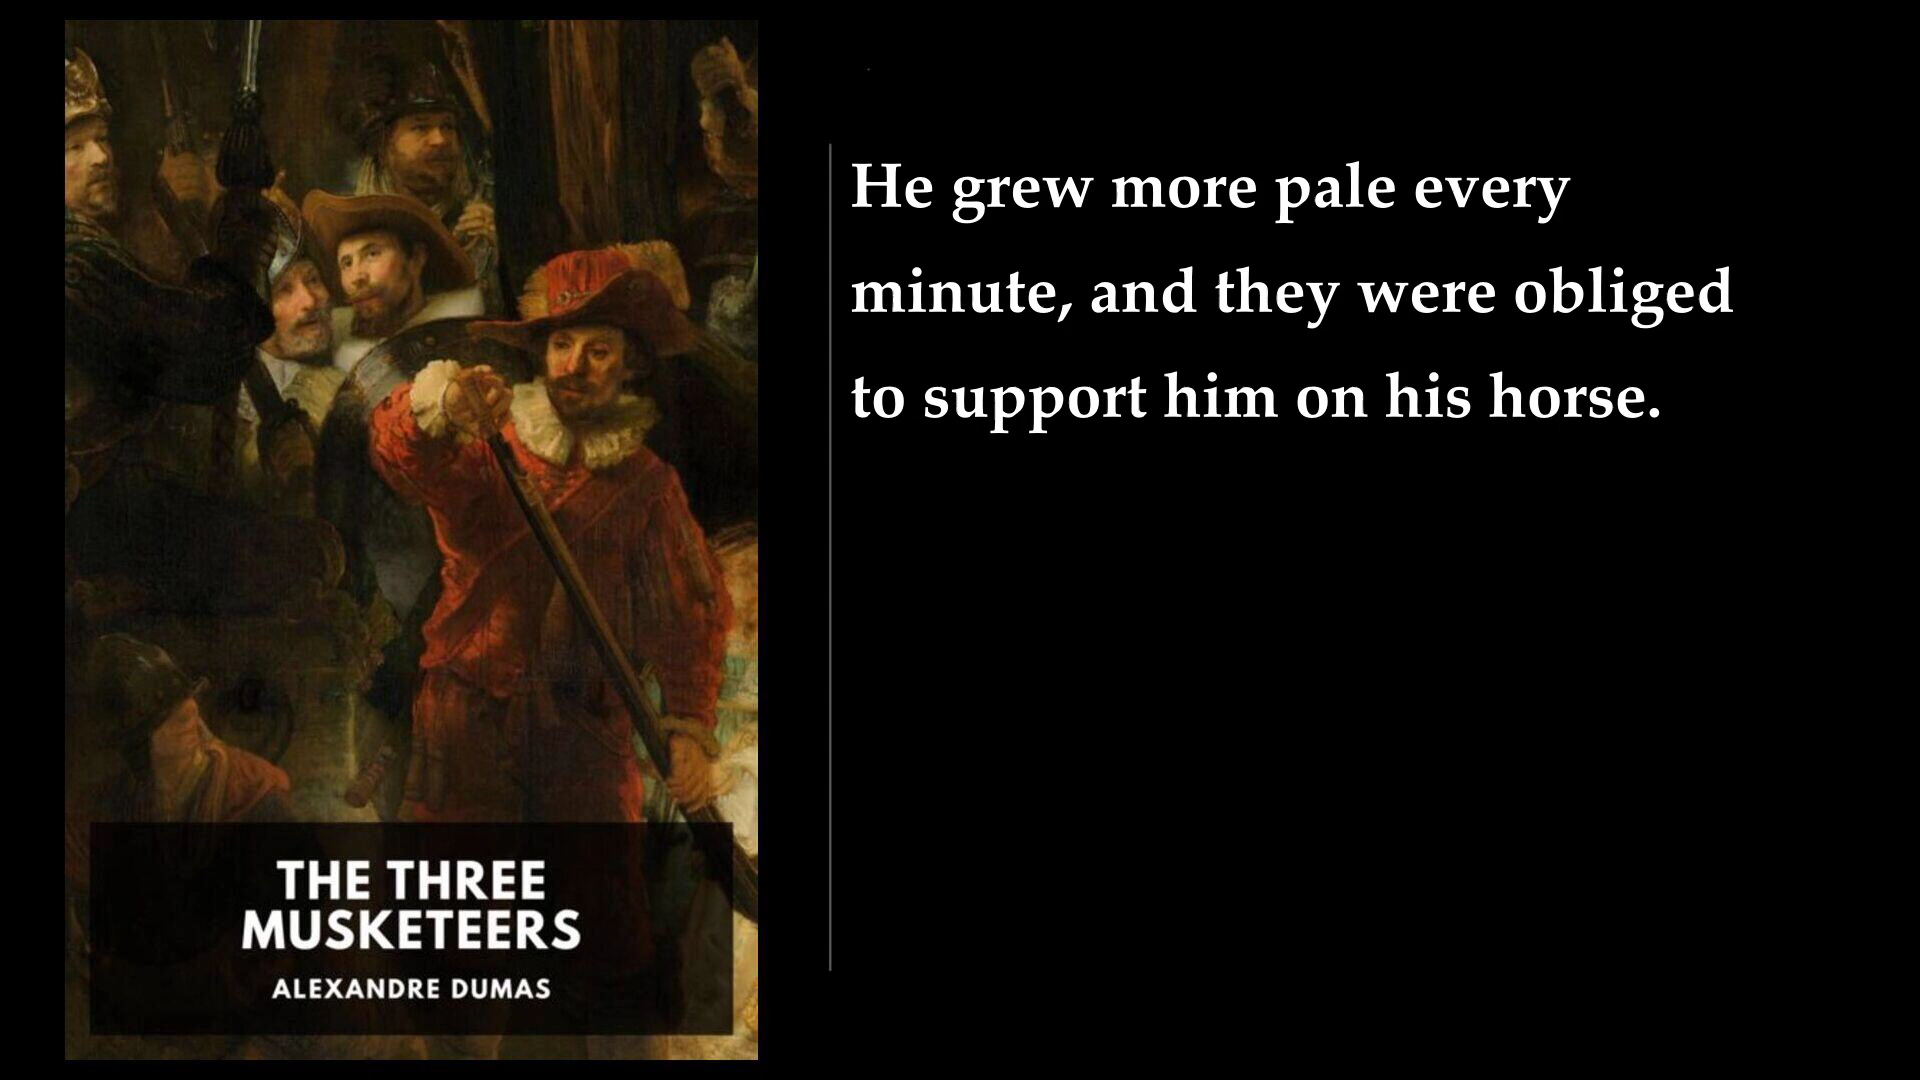 THE THREE
MUSKETEERS
ALEXANDRE DUMAS
He grew more pale every
minute, and they were obliged
to support him on his horse.